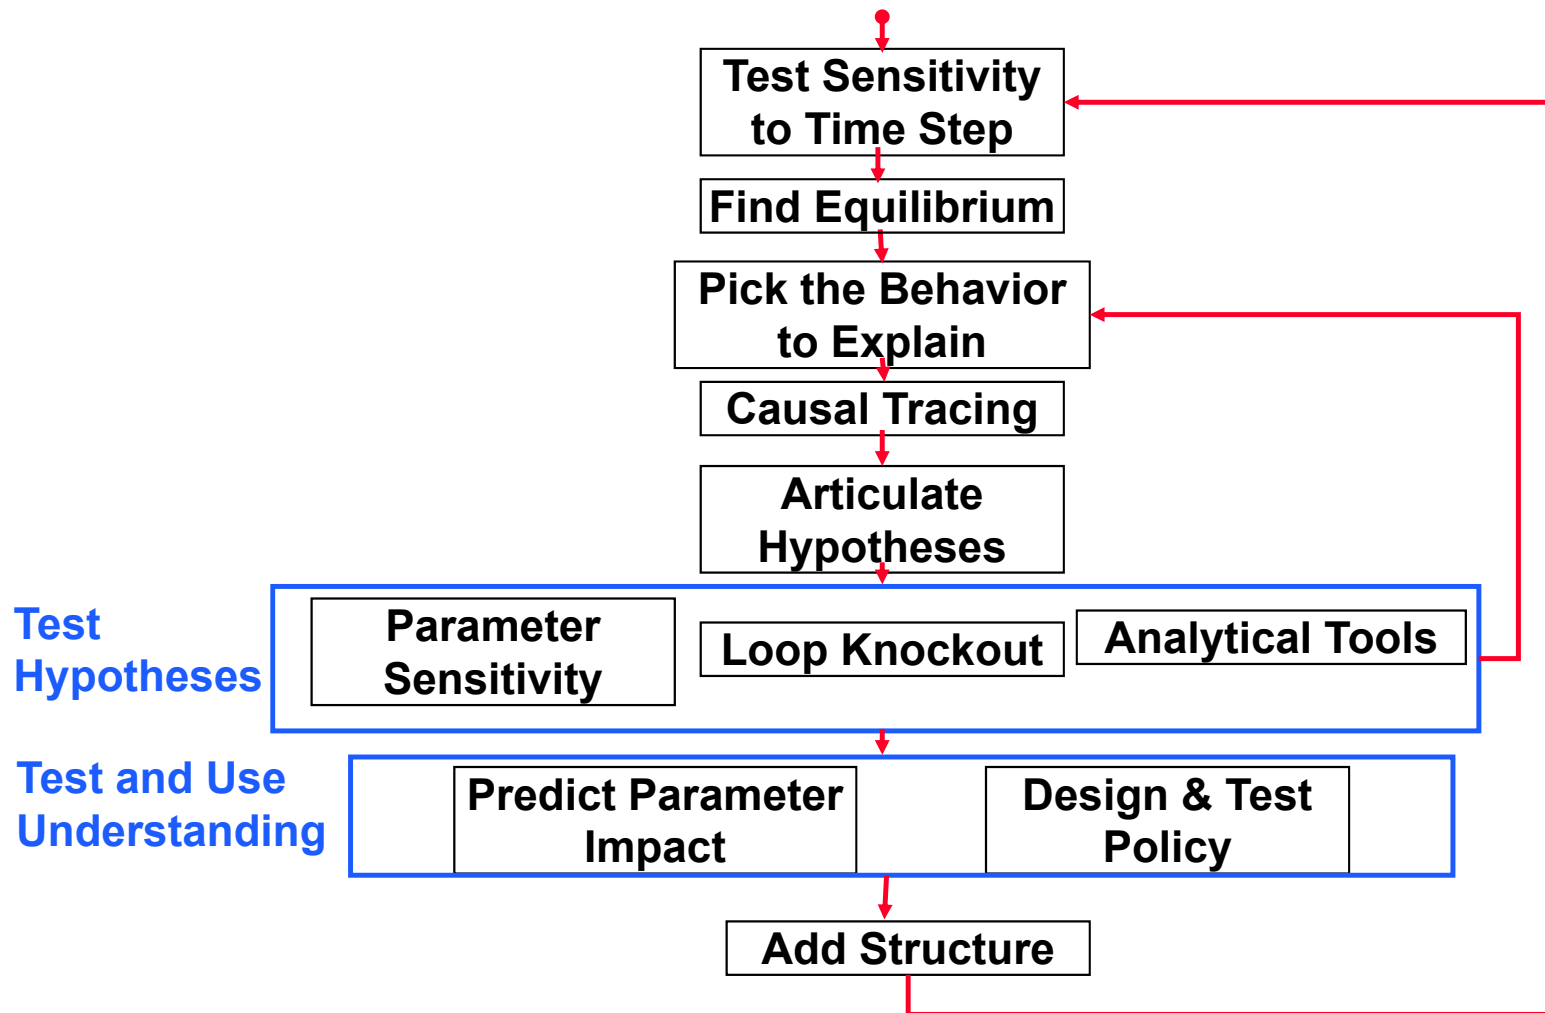 Test Sensitivity
to Time Step
Find Equilibrium
Pick the Behavior
to Explain
Causal Tracing
Articulate
Hypotheses
Test
Hypotheses
Parameter
Sensitivity
Loop Knockout
Analytical Tools
Test and Use
Understanding
Predict Parameter
Impact
Design & Test
Policy
Add Structure